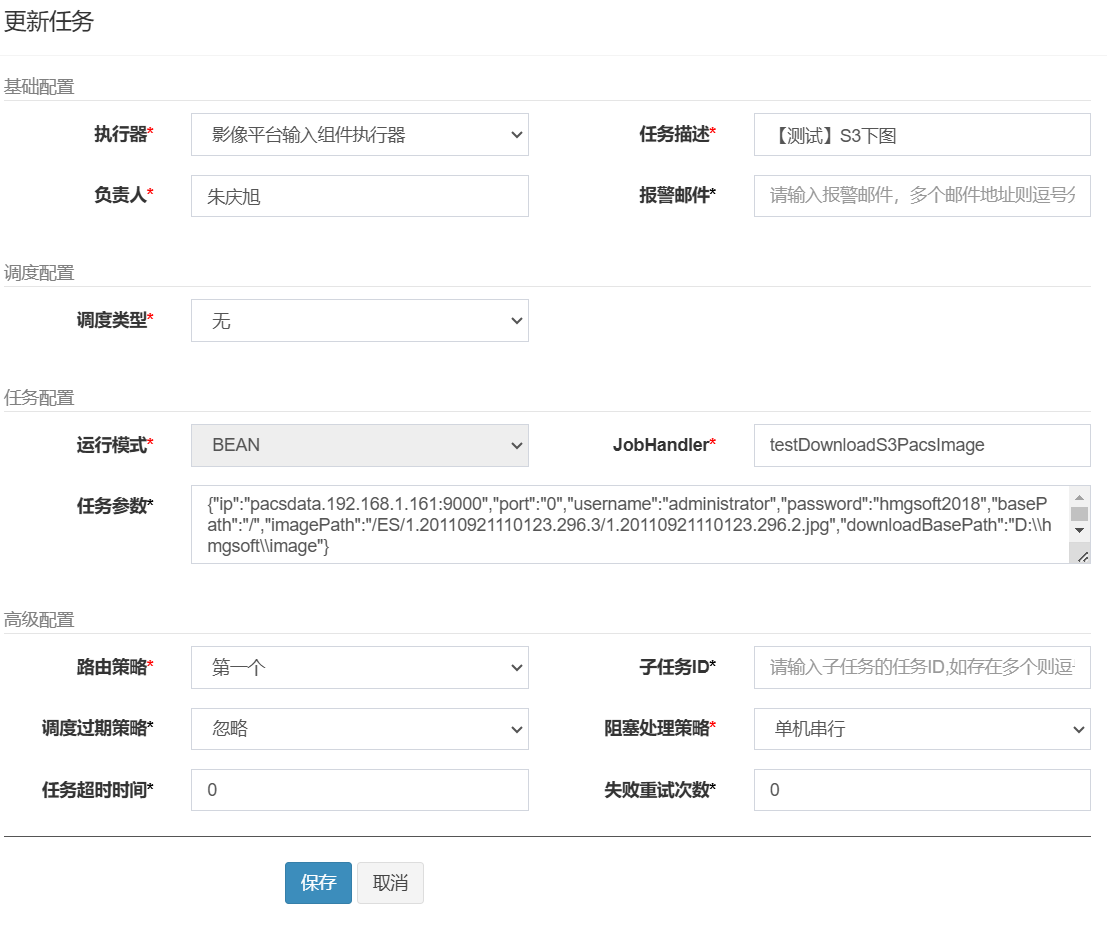 更新任务
基础配置
执行器* 影像平台输入组件执行器 任务描述* 【测试】S3下图
负责人* 朱庆旭 报警邮件* 请输入报警邮件，多个邮件地址则逗号分
调度配置
调度类型* 无
任务配置
运行模式* BEAN JobHandler* testDownloadS3PacsImage
任务参数* {"ip":"pacsdata.192.168.1.161:9000","port":"0","username":"administrator","password":"hmgsoft2018","baseP
ath":"/","imagePath":"/ES/1.20110921110123.296.3/1.20110921110123.296.2.jpg","downloadBasePath":"D:\\h
mgsoft\\image"}
高级配置
路由策略* 第一个 子任务ID* 请输入子任务的任务ID,如存在多个则逗
调度过期策略* 忽略 阻塞处理策略* 单机串行
任务超时时间* 0 失败重试次数* 0
保存 取消